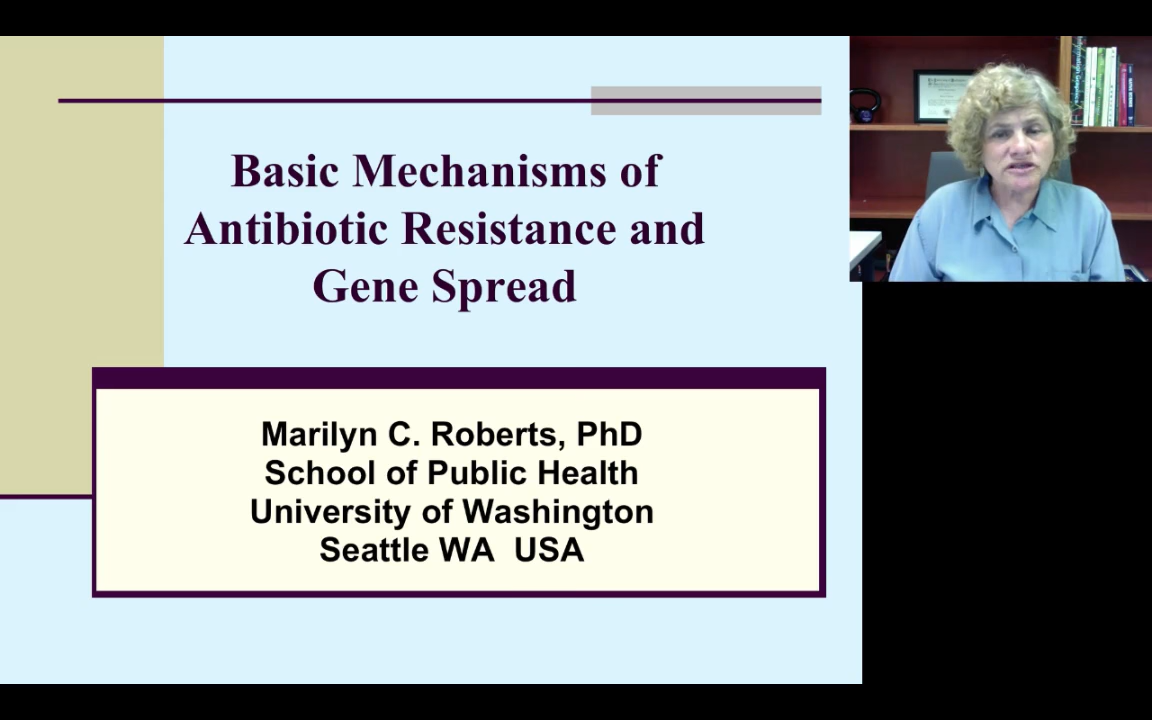 Basic Mechanisms of
Antibiotic Resistance and
Gene Spread
Marilyn C. Roberts, PhD
School of Public Health
University of Washington
Seattle WA  USA